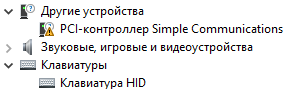 Другие устройства
PCI-контроллер Simple Communications
Звуковые, игровые и видеоустройства
Клавиатуры
Клавиатура HID